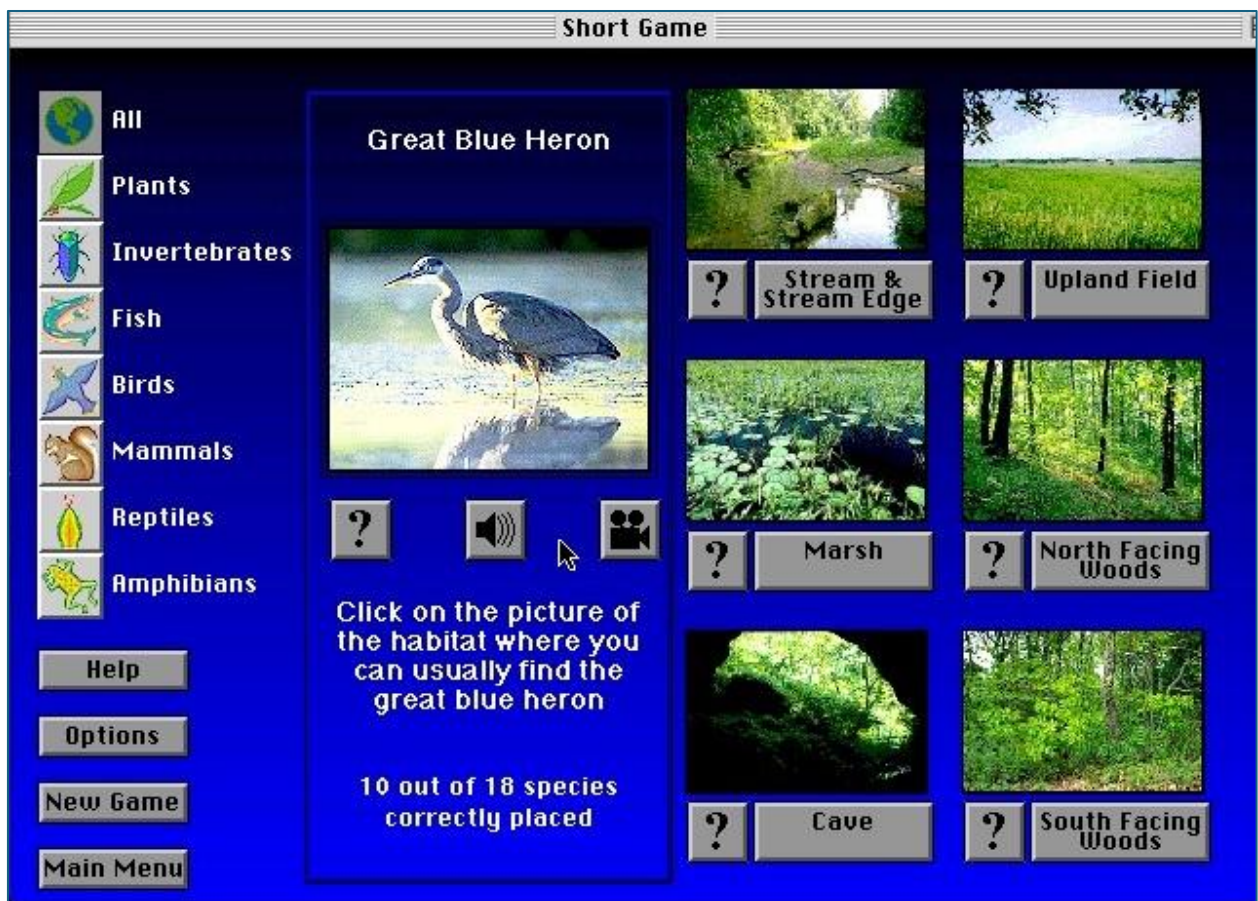 Short Game
All
Plants
Invertebrates
Fish
Birds
Mammals
Reptiles
Amphibians
Help
Options
New Game
Main Menu
Great Blue Heron
?
Click on the picture of
the habitat where you
can usually find the
great blue heron
10 out of 18 species
correctly placed
?
Stream &
Stream Edge
?
Upland Field
?
Marsh
?
North Facing
Woods
?
Cave
?
South Facing
Woods